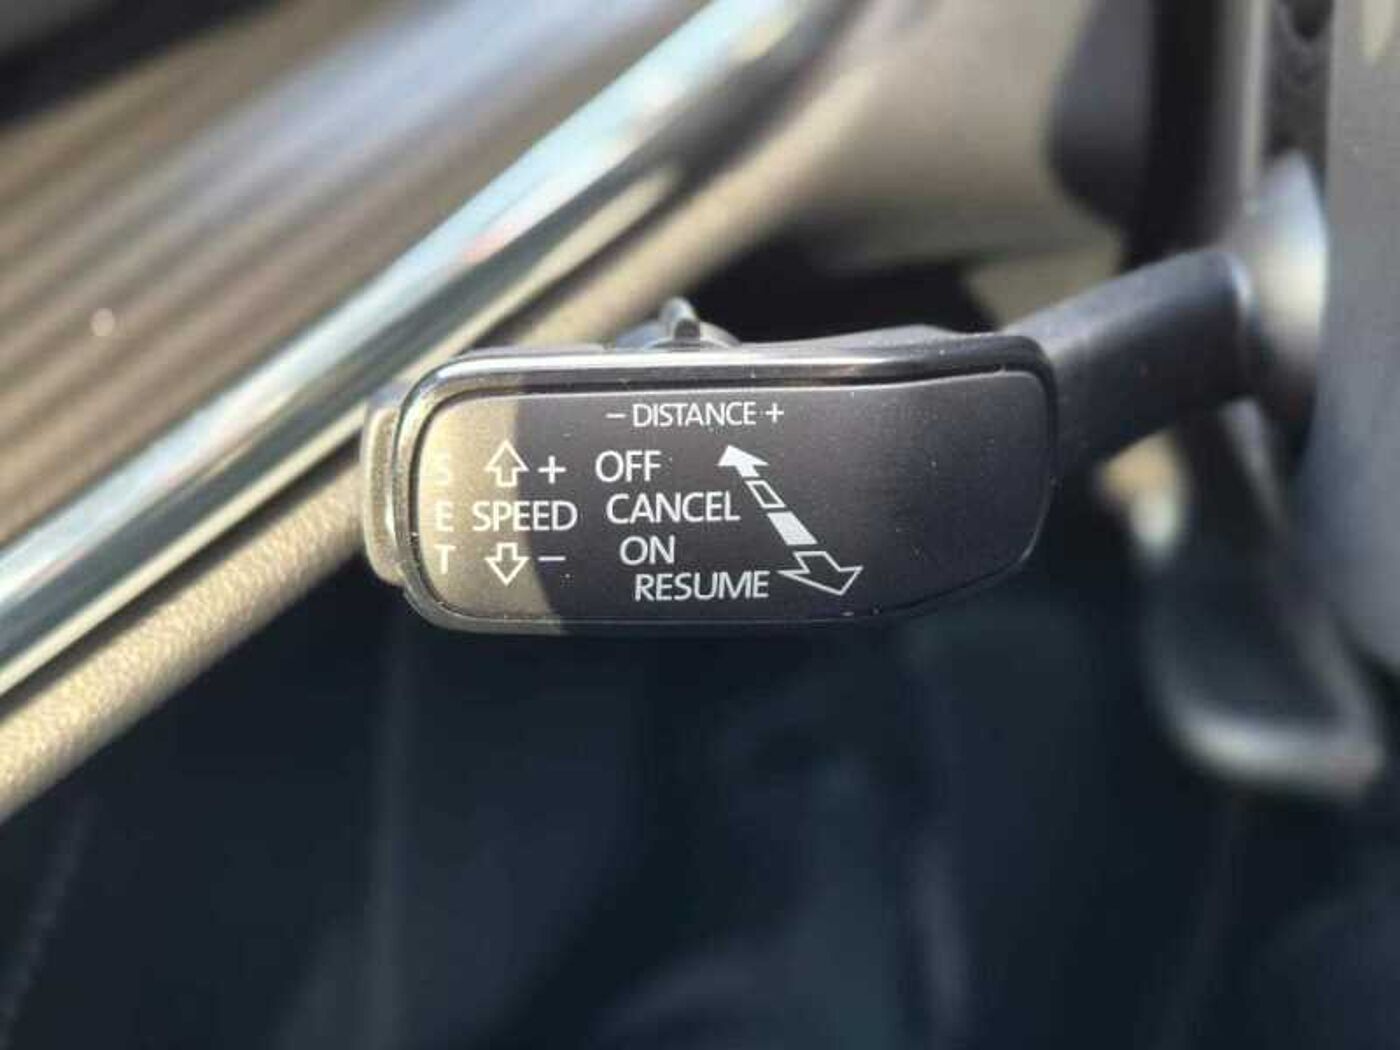 – DISTANCE +
S + OFF
E SPEED CANCEL
T – ON
RESUME